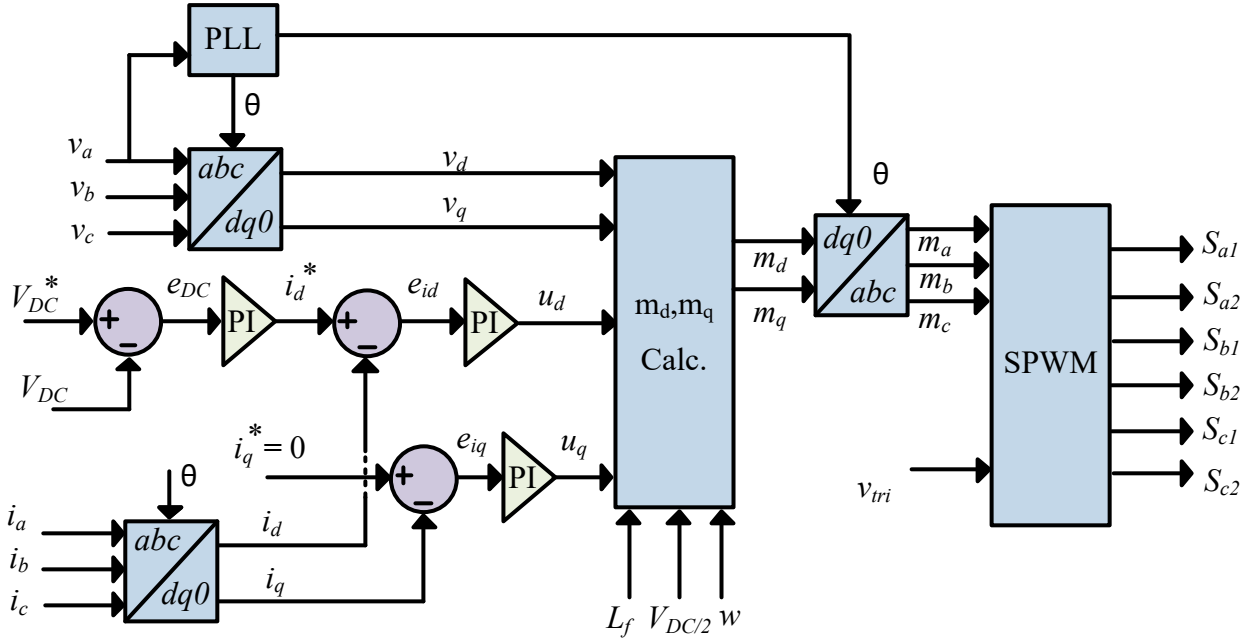 PLL
θ
v_a
v_b
v_c
abc
dq0
v_d
v_q
θ
V_DC*
e_DC
PI
i_d*
e_id
PI
u_d
+
−
+
−
V_DC
m_d,m_q
Calc.
m_d
m_q
dq0
abc
m_a
m_b
m_c
SPWM
v_tri
S_a1
S_a2
S_b1
S_b2
S_c1
S_c2
i_q* = 0
+
−
e_iq
PI
u_q
θ
i_a
i_b
i_c
abc
dq0
i_d
i_q
L_f V_DC/2 w